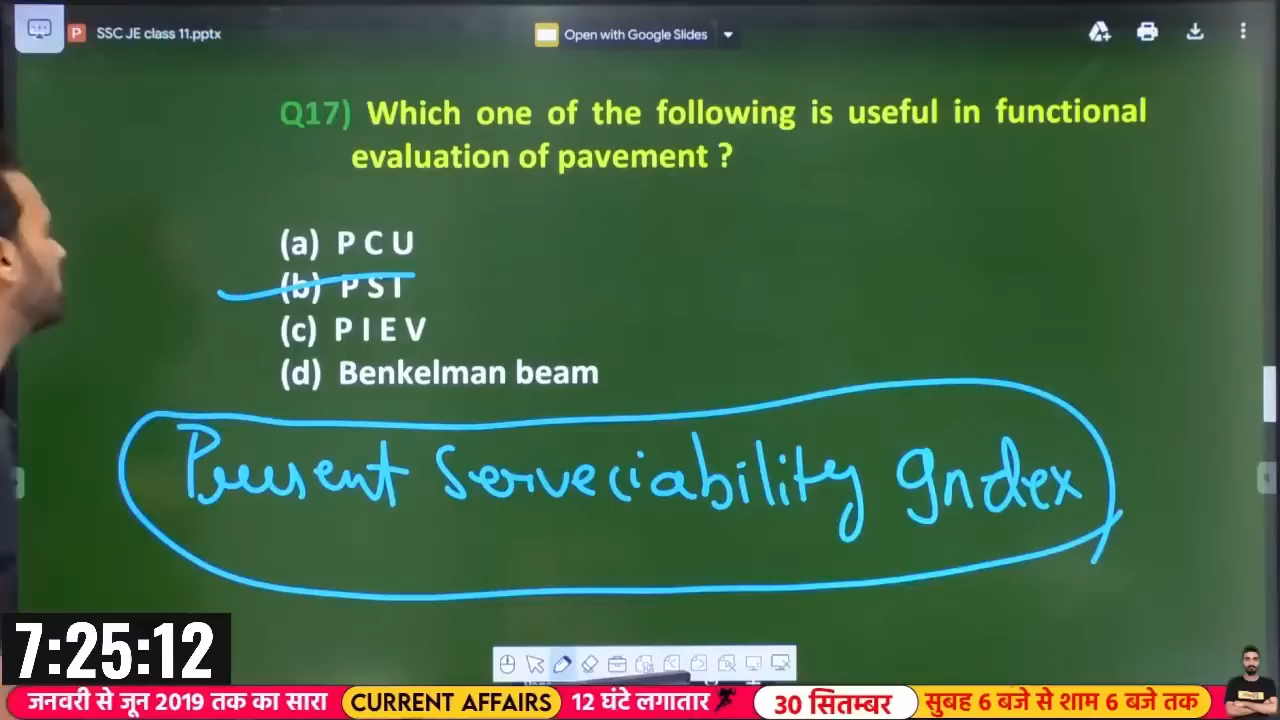 P SSC JE class 11.pptx Open with Google Slides
Q17) Which one of the following is useful in functional
evaluation of pavement ?
(a) P C U
(b) P S I
(c) P I E V
(d) Benkelman beam
Present Serveciability Index
7:25:12
जनवरी से जून 2019 तक का सारा CURRENT AFFAIRS 12 घंटे लगातार 30 सितम्बर सुबह 6 बजे से शाम 6 बजे तक